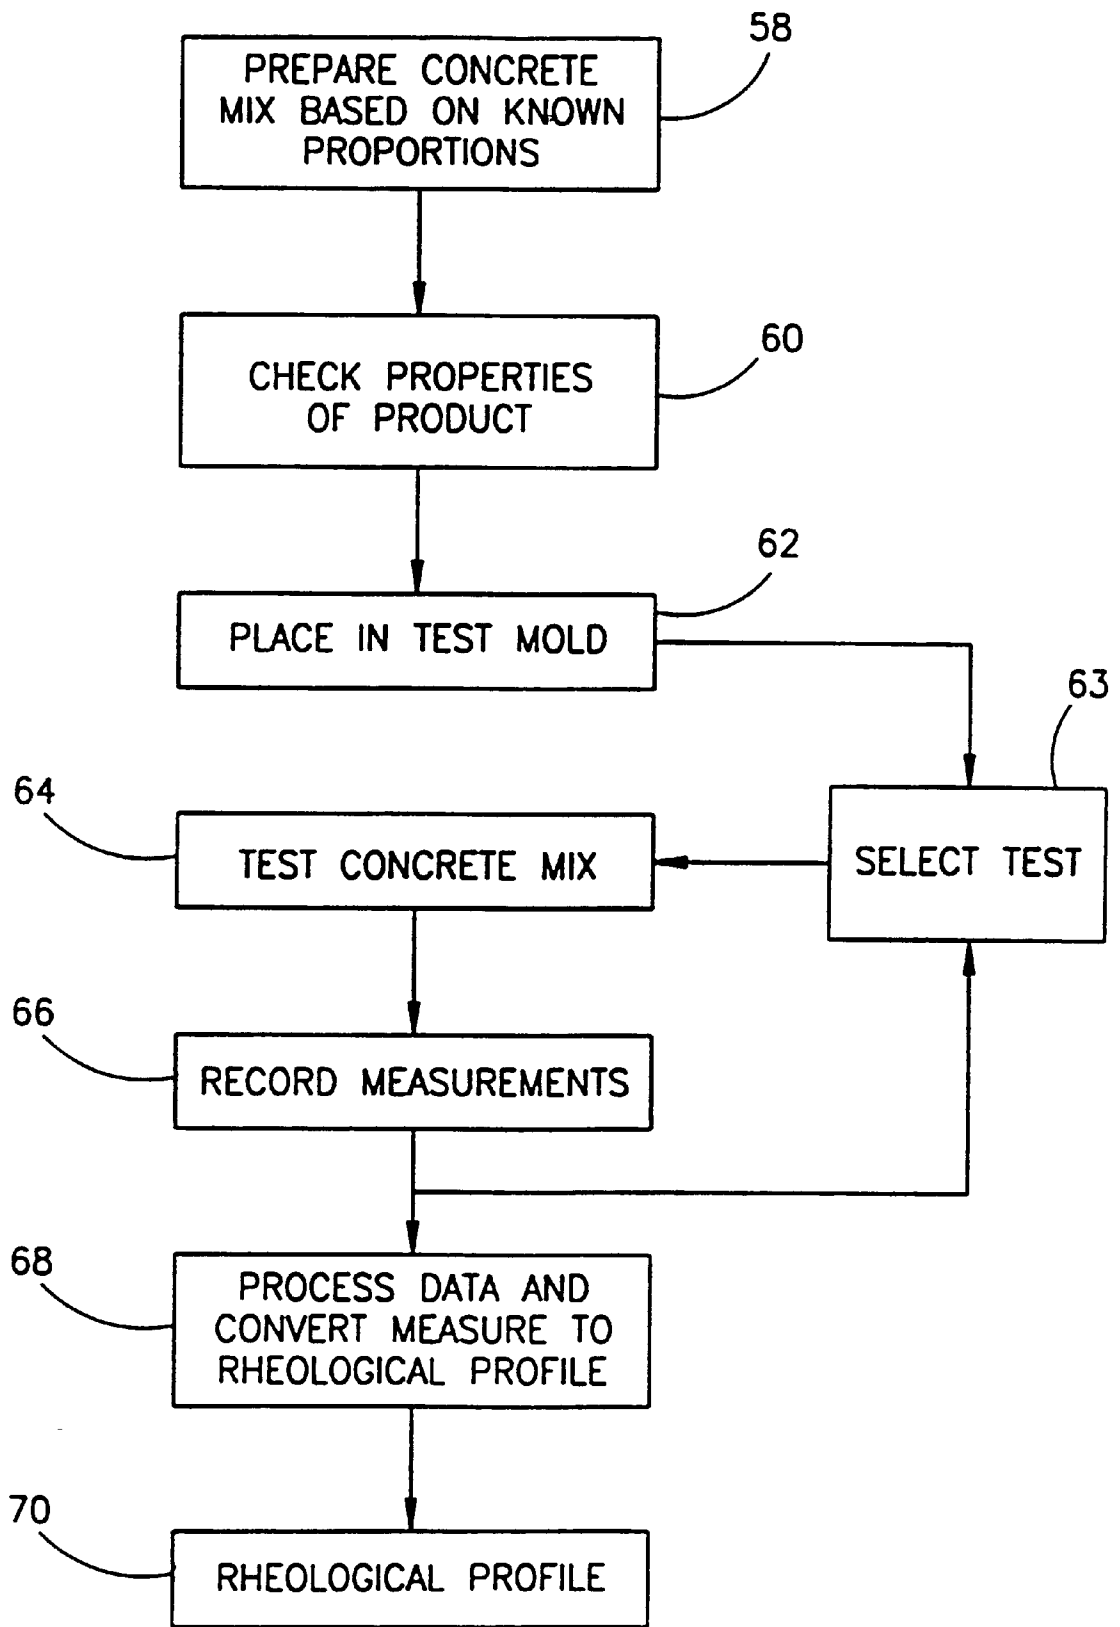 58
PREPARE CONCRETE
MIX BASED ON KNOWN
PROPORTIONS
60
CHECK PROPERTIES
OF PRODUCT
62
PLACE IN TEST MOLD
63
SELECT TEST
64
TEST CONCRETE MIX
66
RECORD MEASUREMENTS
68
PROCESS DATA AND
CONVERT MEASURE TO
RHEOLOGICAL PROFILE
70
RHEOLOGICAL PROFILE